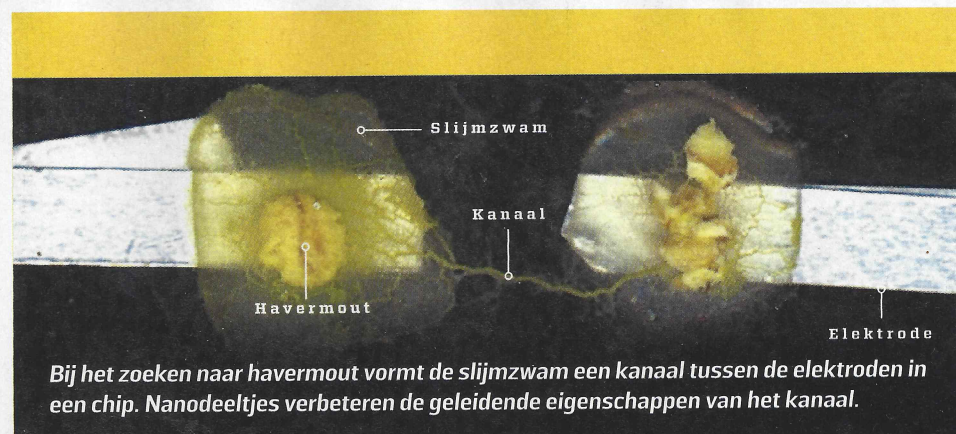 Slijmzwam
Kanaal
Havermout
Elektrode
Bij het zoeken naar havermout vormt de slijmzwam een kanaal tussen de elektroden in
een chip. Nanodeeltjes verbeteren de geleidende eigenschappen van het kanaal.